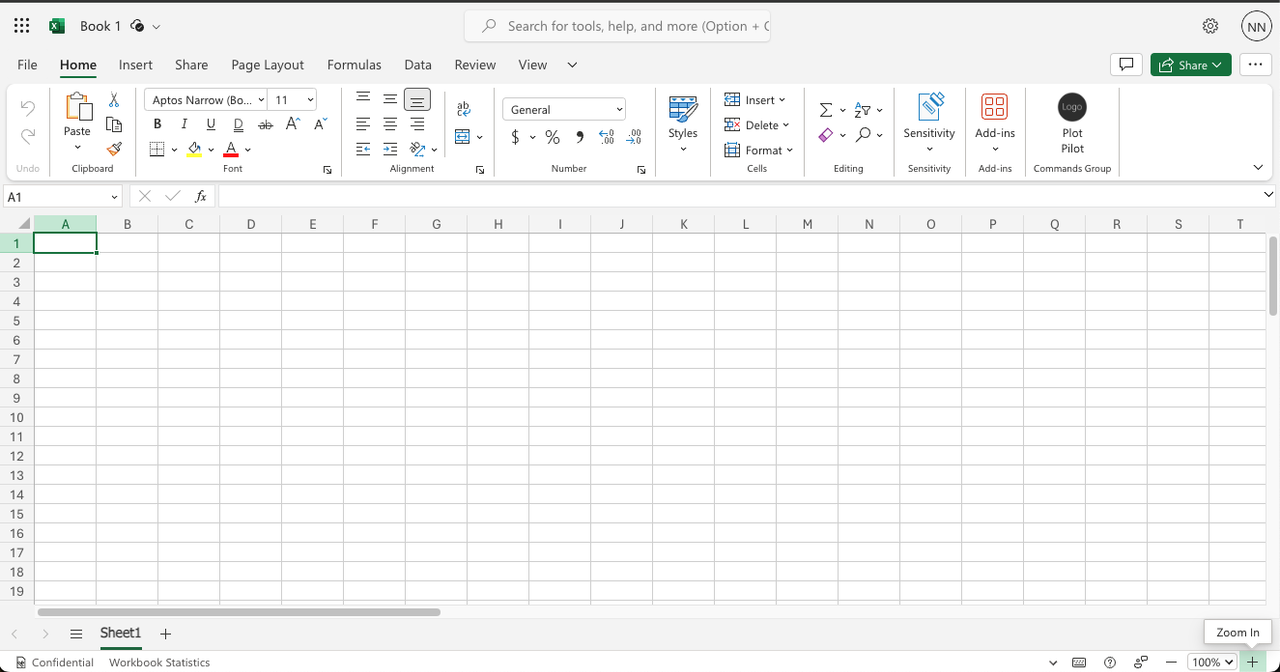 Book 1
Search for tools, help, and more (Option + Q
NN
File Home Insert Share Page Layout Formulas Data Review View
Share
Aptos Narrow (Bo... 11
ab
General
Insert
Logo
Paste
B I U D ab A A
$ % 9 .00 .00
Styles
Delete
Format
Sensitivity
Add-ins
Plot
Pilot
Undo Clipboard Font Alignment Number Cells Editing Sensitivity Add-ins Commands Group
A1
fx
A B C D E F G H I J K L M N O P Q R S T
1
2
3
4
5
6
7
8
9
10
11
12
13
14
15
16
17
18
19
Sheet1
Zoom In
Confidential Workbook Statistics 100%